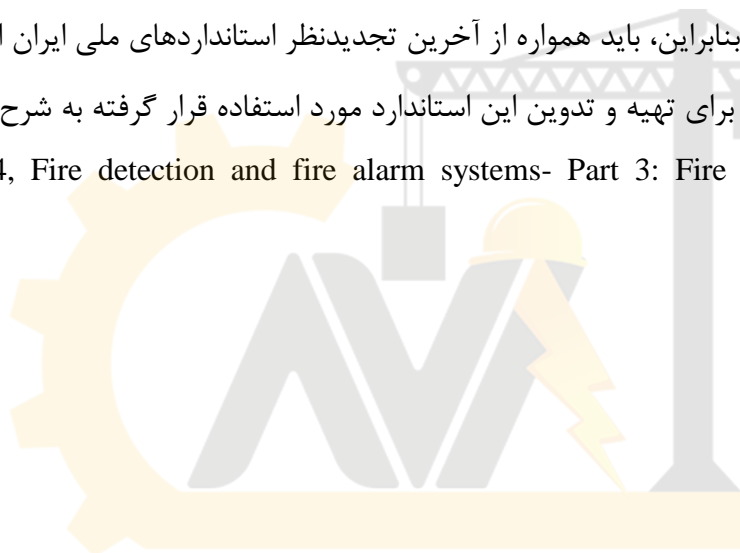 بنابراین، باید همواره از آخرین تجدیدنظر استانداردهای ملی ایران
برای تهیه و تدوین این استاندارد مورد استفاده قرار گرفته به شرح
4, Fire detection and fire alarm systems- Part 3: Fire